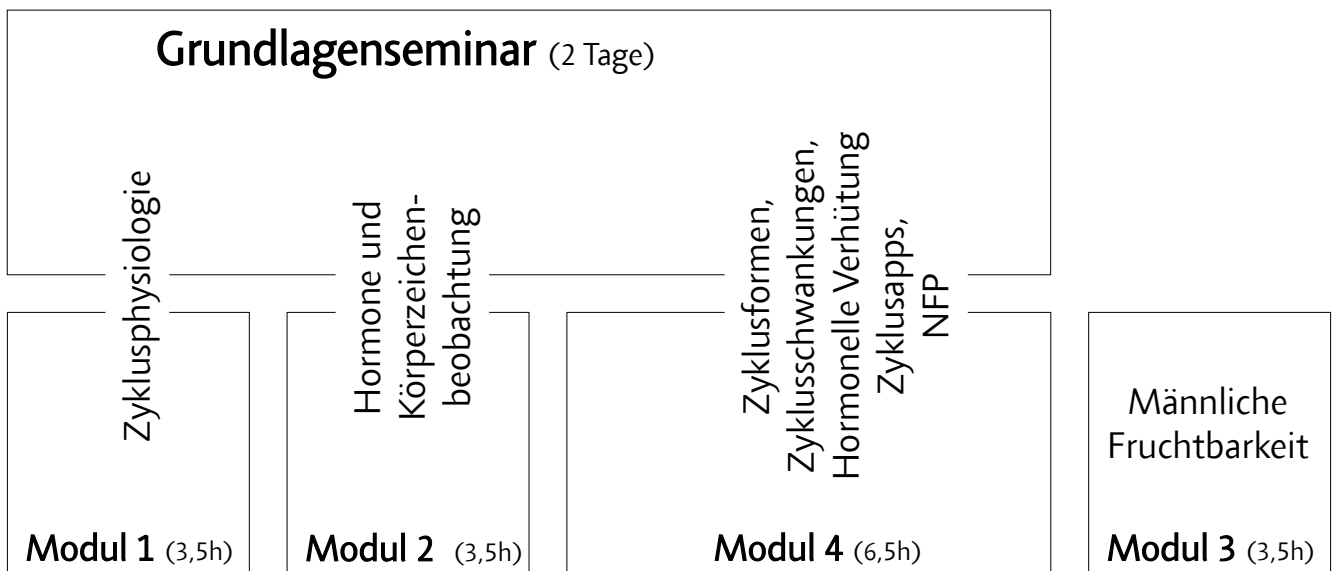 Grundlagenseminar (2 Tage)
Zyklusphysiologie
Hormone und
Körperzeichen-
beobachtung
Zyklusformen,
Zyklusschwankungen,
Hormonelle Verhütung
Zyklusapps,
NFP
Männliche
Fruchtbarkeit
Modul 1 (3,5h)
Modul 2 (3,5h)
Modul 4 (6,5h)
Modul 3 (3,5h)